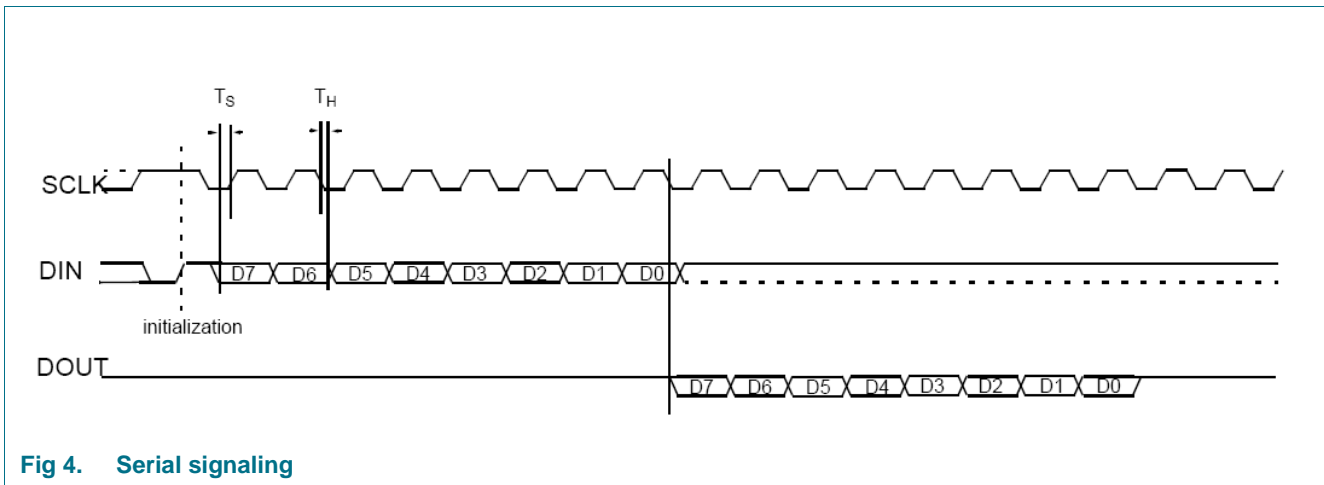 TS TH
SCLK
DIN D7 D6 D5 D4 D3 D2 D1 D0
initialization
DOUT
D7 D6 D5 D4 D3 D2 D1 D0
Fig 4. Serial signaling